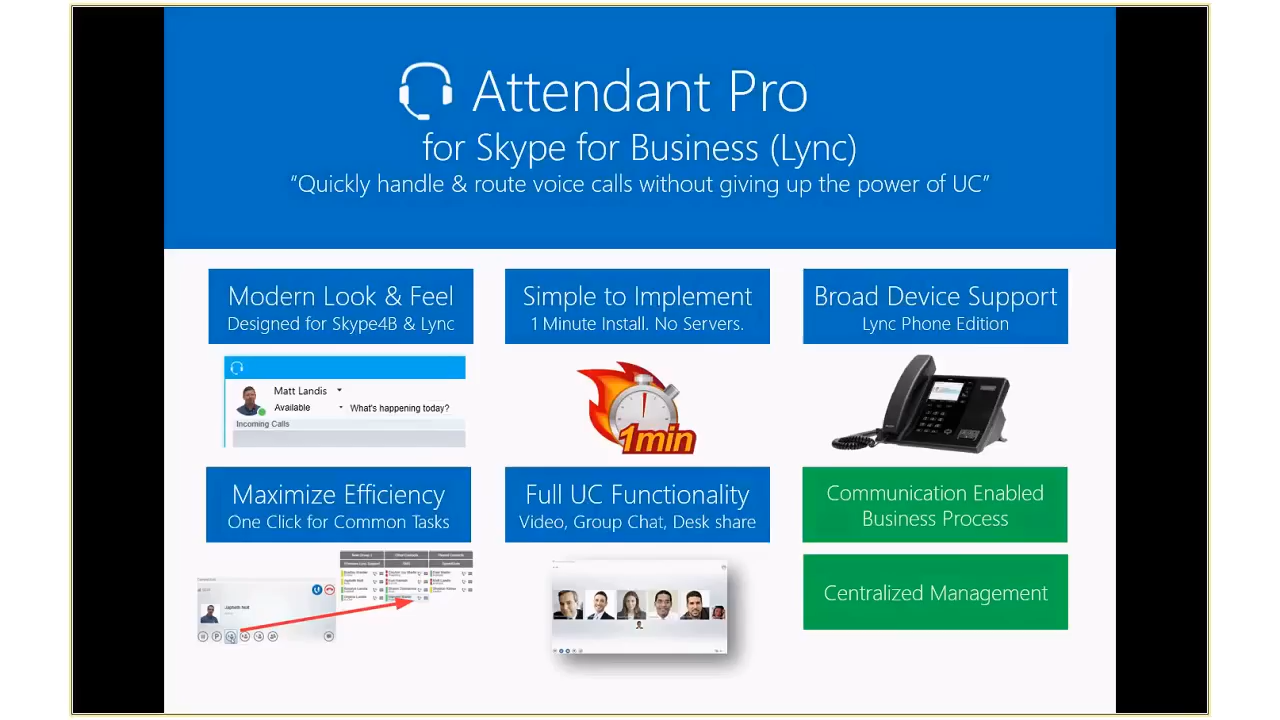 Attendant Pro
for Skype for Business (Lync)
"Quickly handle & route voice calls without giving up the power of UC"
Modern Look & Feel
Designed for Skype4B & Lync
Simple to Implement
1 Minute Install. No Servers.
Broad Device Support
Lync Phone Edition
Matt Landis
Available
What's happening today?
Incoming Calls
1min
Maximize Efficiency
One Click for Common Tasks
Full UC Functionality
Video, Group Chat, Desk share
Communication Enabled
Business Process
Centralized Management
Japheth Nolt